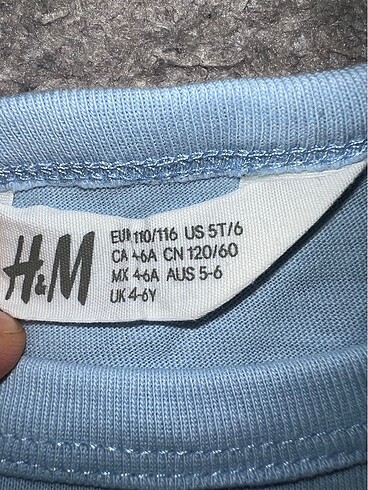 H&M
EUR 110/116 US 5T/6
CA 4-6A CN 120/60
MX 4-6A AUS 5-6
UK 4-6Y